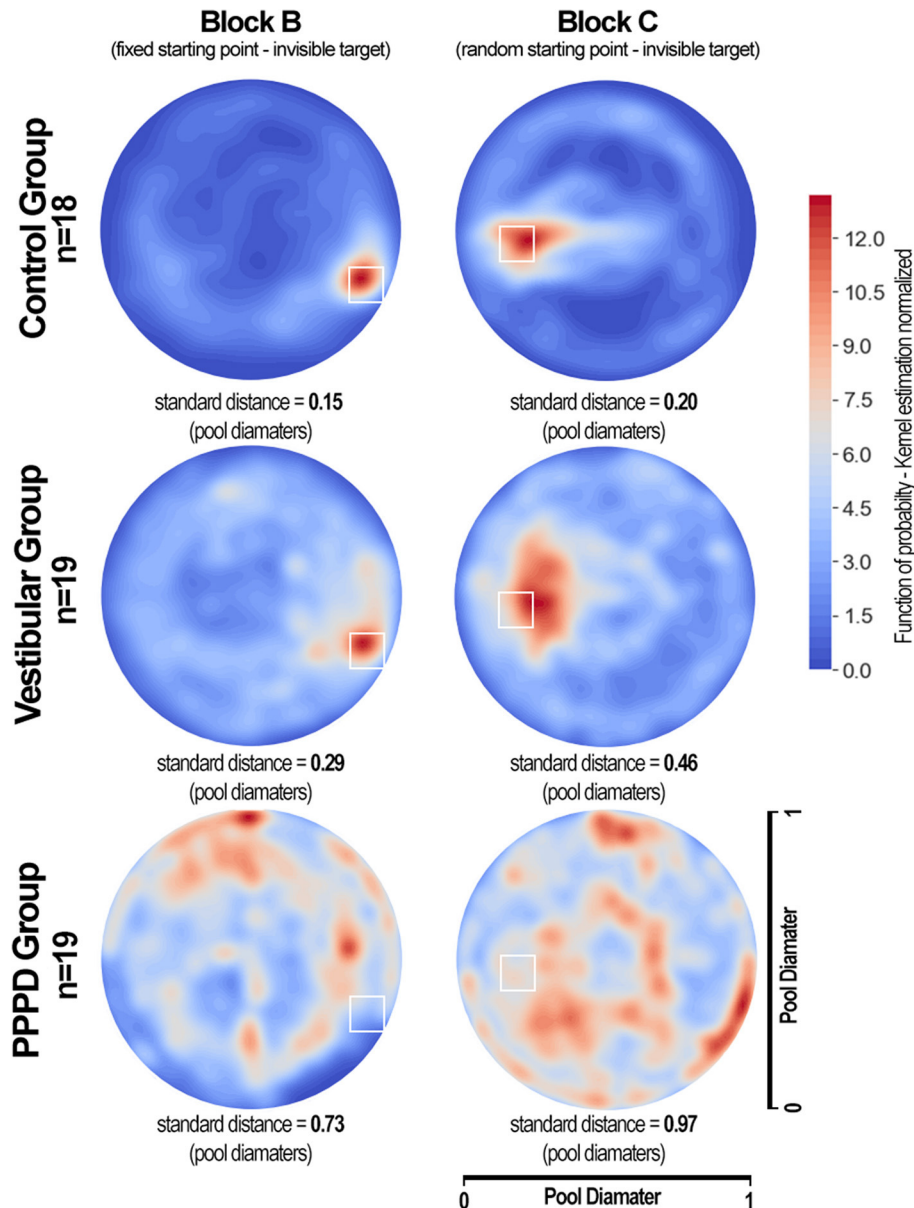 Block B
(fixed starting point - invisible target)
Block C
(random starting point - invisible target)
Control Group
n=18
standard distance = 0.15
(pool diamaters)
standard distance = 0.20
(pool diamaters)
12.0
10.5
9.0
7.5
6.0
4.5
3.0
1.5
0.0
Function of probabilty - Kernel estimation normalized
Vestibular Group
n=19
standard distance = 0.29
(pool diamaters)
standard distance = 0.46
(pool diamaters)
PPPD Group
n=19
standard distance = 0.73
(pool diamaters)
standard distance = 0.97
(pool diamaters)
1
Pool Diamater
0
0
Pool Diamater
1